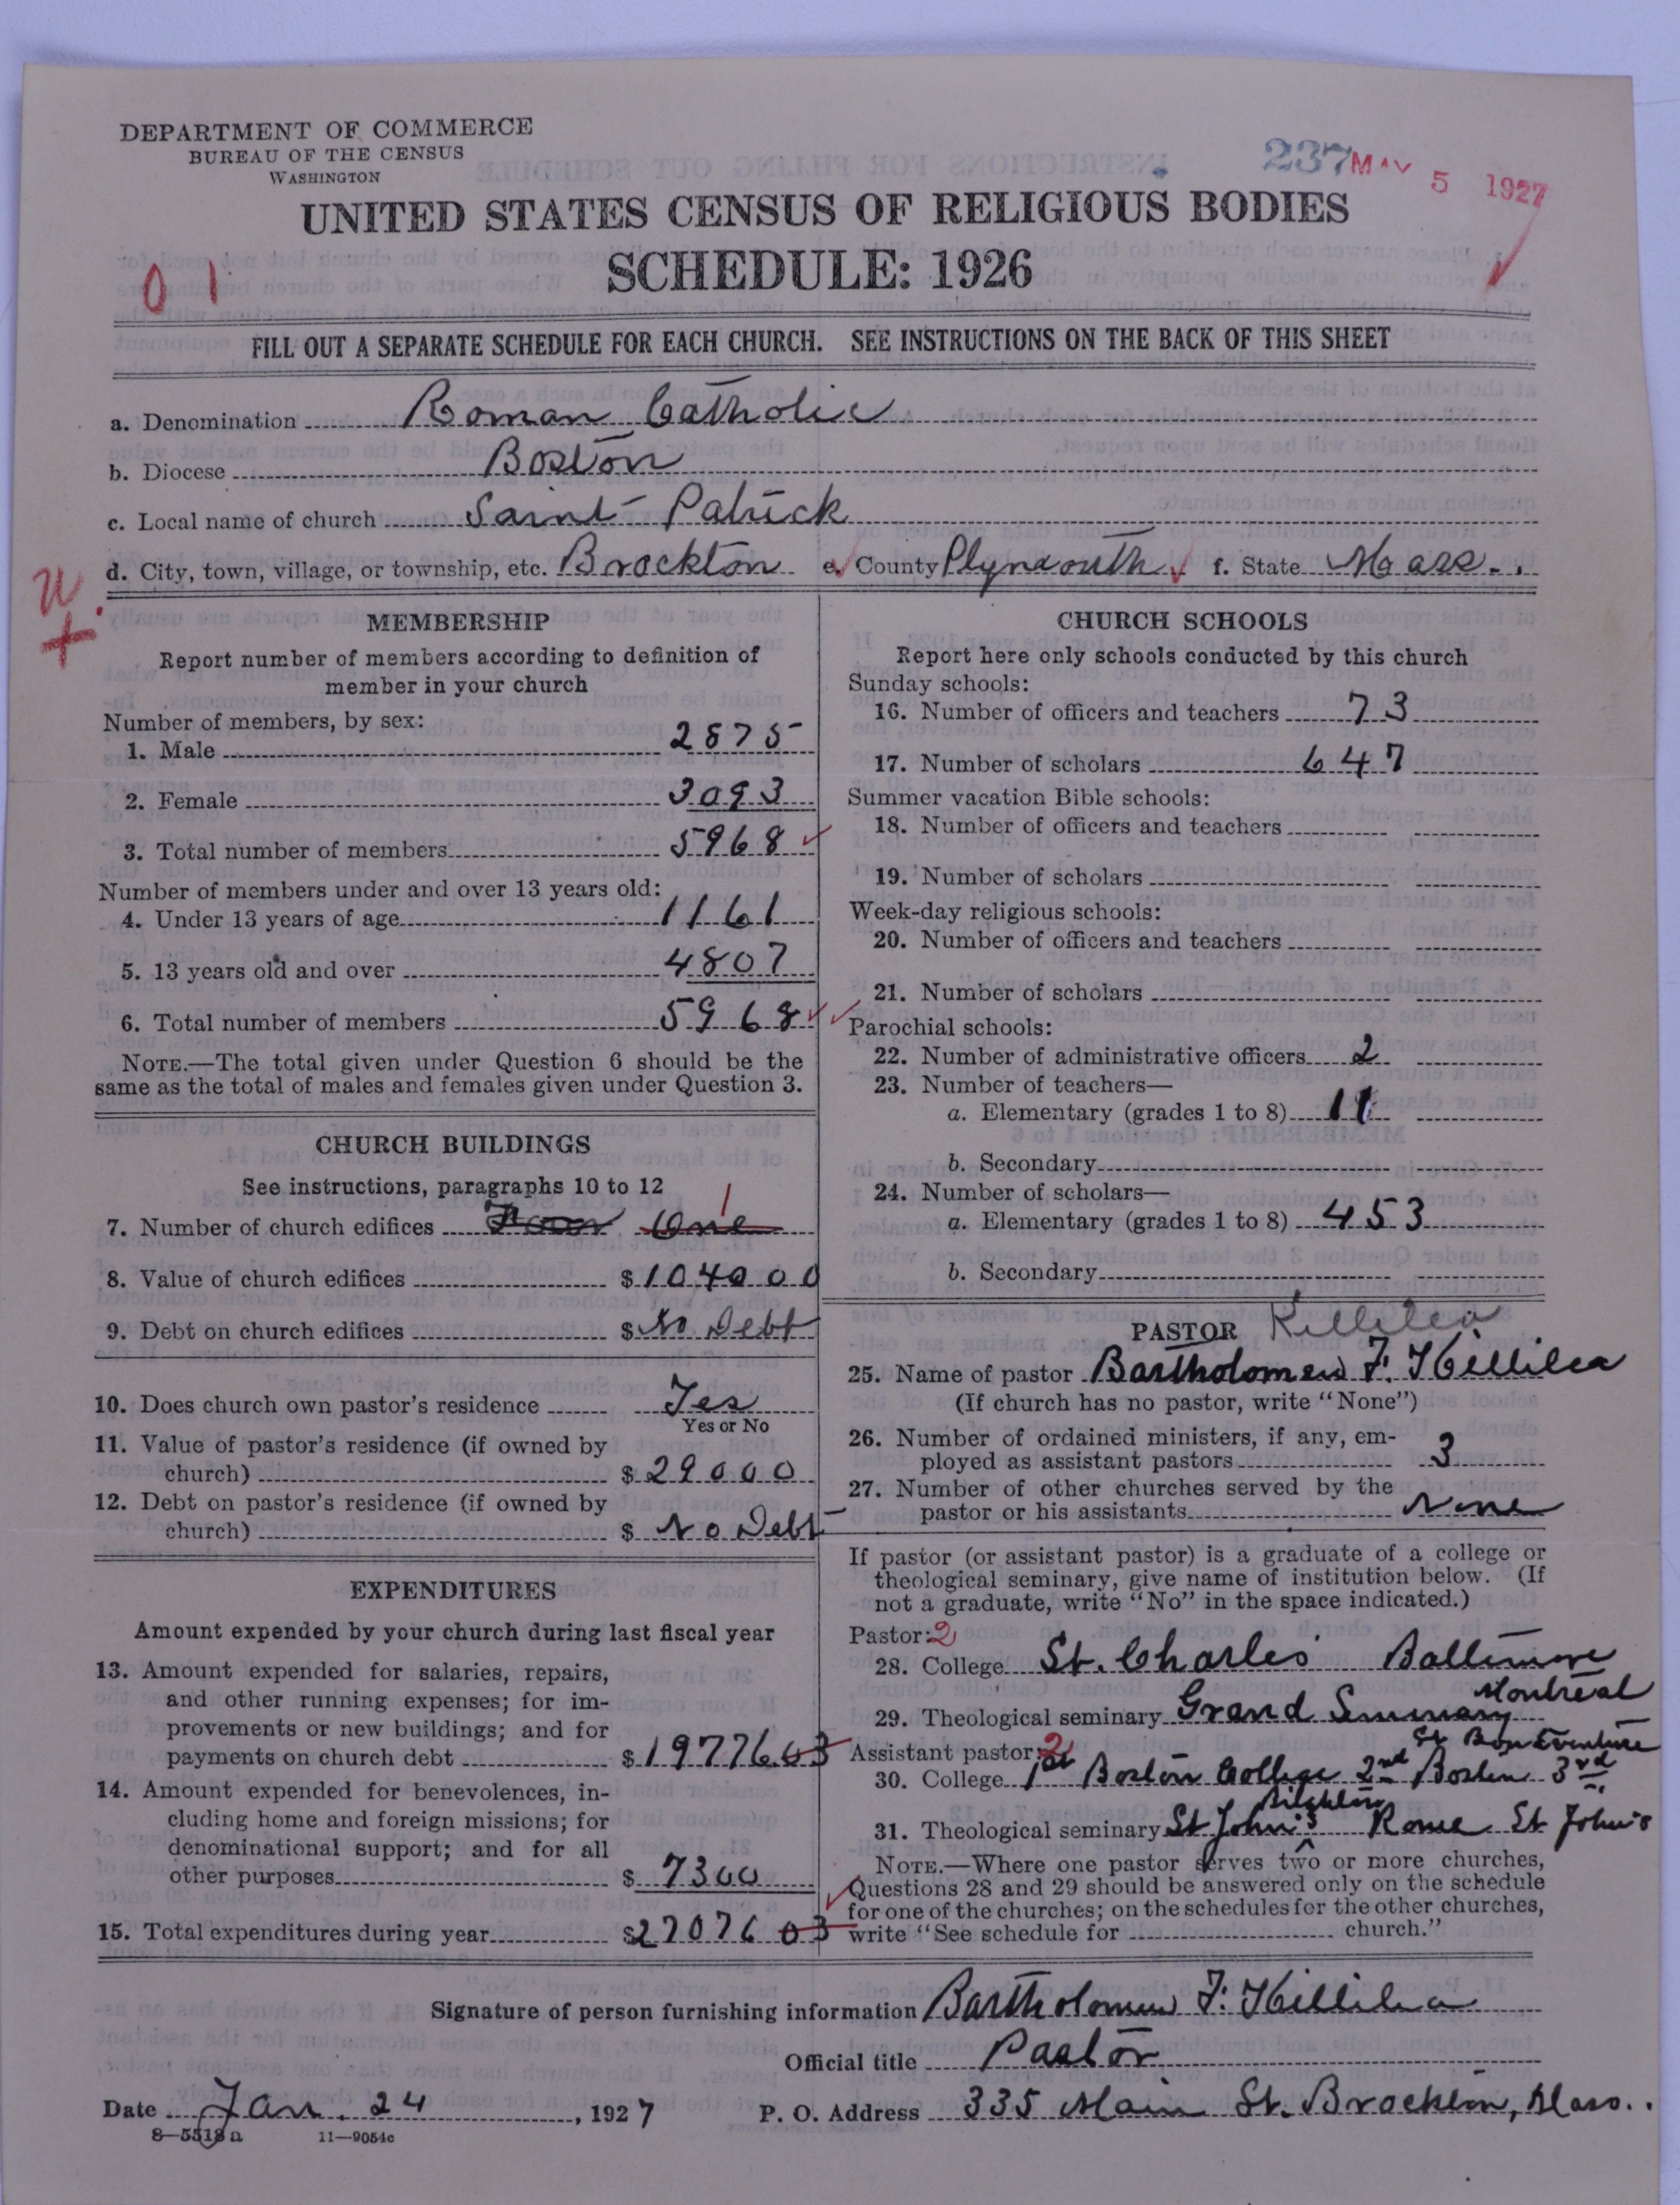 DEPARTMENT OF COMMERCE
BUREAU OF THE CENSUS
WASHINGTON
237 MAY 5 1927
UNITED STATES CENSUS OF RELIGIOUS BODIES
SCHEDULE: 1926
01
FILL OUT A SEPARATE SCHEDULE FOR EACH CHURCH. SEE INSTRUCTIONS ON THE BACK OF THIS SHEET
a. Denomination Roman Catholic
b. Diocese Boston
c. Local name of church Saint Patrick
d. City, town, village, or township, etc. Brockton e. County Plymouth f. State Mass.
MEMBERSHIP
Report number of members according to definition of
member in your church
Number of members, by sex:
1. Male 2875
2. Female 3093
3. Total number of members 5968
Number of members under and over 13 years old:
4. Under 13 years of age 1161
5. 13 years old and over 4807
6. Total number of members 5968
NOTE.—The total given under Question 6 should be the
same as the total of males and females given under Question 3.
CHURCH BUILDINGS
See instructions, paragraphs 10 to 12
7. Number of church edifices One 1
8. Value of church edifices $104000
9. Debt on church edifices $ No Debt
10. Does church own pastor's residence Yes
Yes or No
11. Value of pastor's residence (if owned by
church) $ 29000
12. Debt on pastor's residence (if owned by
church) $ No Debt
EXPENDITURES
Amount expended by your church during last fiscal year
13. Amount expended for salaries, repairs,
and other running expenses; for im-
provements or new buildings; and for
payments on church debt $19776.03
14. Amount expended for benevolences, in-
cluding home and foreign missions; for
denominational support; and for all
other purposes $ 7300
15. Total expenditures during year $27076 03
CHURCH SCHOOLS
Report here only schools conducted by this church
Sunday schools:
16. Number of officers and teachers 73
17. Number of scholars 647
Summer vacation Bible schools:
18. Number of officers and teachers
19. Number of scholars
Week-day religious schools:
20. Number of officers and teachers
21. Number of scholars
Parochial schools:
22. Number of administrative officers 2
23. Number of teachers—
a. Elementary (grades 1 to 8) 11
b. Secondary
24. Number of scholars—
a. Elementary (grades 1 to 8) 453
b. Secondary
PASTOR Killilea
25. Name of pastor Bartholomew F. Killilea
(If church has no pastor, write "None")
26. Number of ordained ministers, if any, em-
ployed as assistant pastors 3
27. Number of other churches served by the
pastor or his assistants None
If pastor (or assistant pastor) is a graduate of a college or
theological seminary, give name of institution below. (If
not a graduate, write "No" in the space indicated.)
Pastor: 2
28. College St. Charles Baltimore
Montreal
29. Theological seminary Grand Seminary
Assistant pastor: 2 St Bon Eventure
30. College 1st Boston College 2nd Boston 3rd "
Brighton
31. Theological seminary St John's Rome St John's
NOTE.—Where one pastor serves two or more churches,
Questions 28 and 29 should be answered only on the schedule
for one of the churches; on the schedules for the other churches,
write "See schedule for church."
Signature of person furnishing information Bartholomew F. Killilea
Official title Pastor
Date Jan. 24, 1927 P. O. Address 335 Main St. Brockton, Mass.
8—5518a 11—9054c